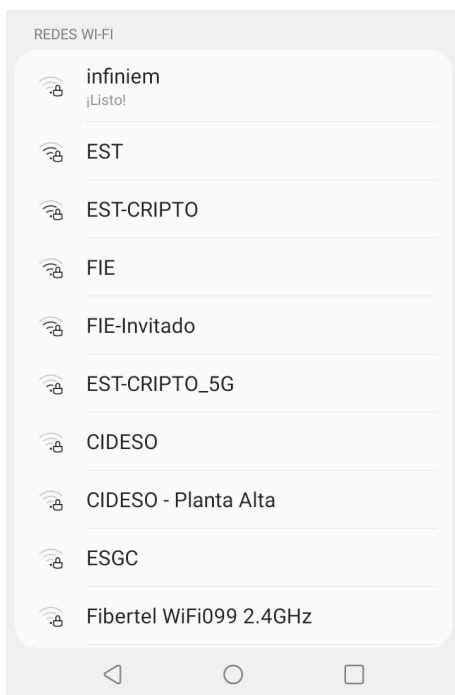 REDES WI-FI
infiniem
¡Listo!
EST
EST-CRIPTO
FIE
FIE-Invitado
EST-CRIPTO_5G
CIDESO
CIDESO - Planta Alta
ESGC
Fibertel WiFi099 2.4GHz